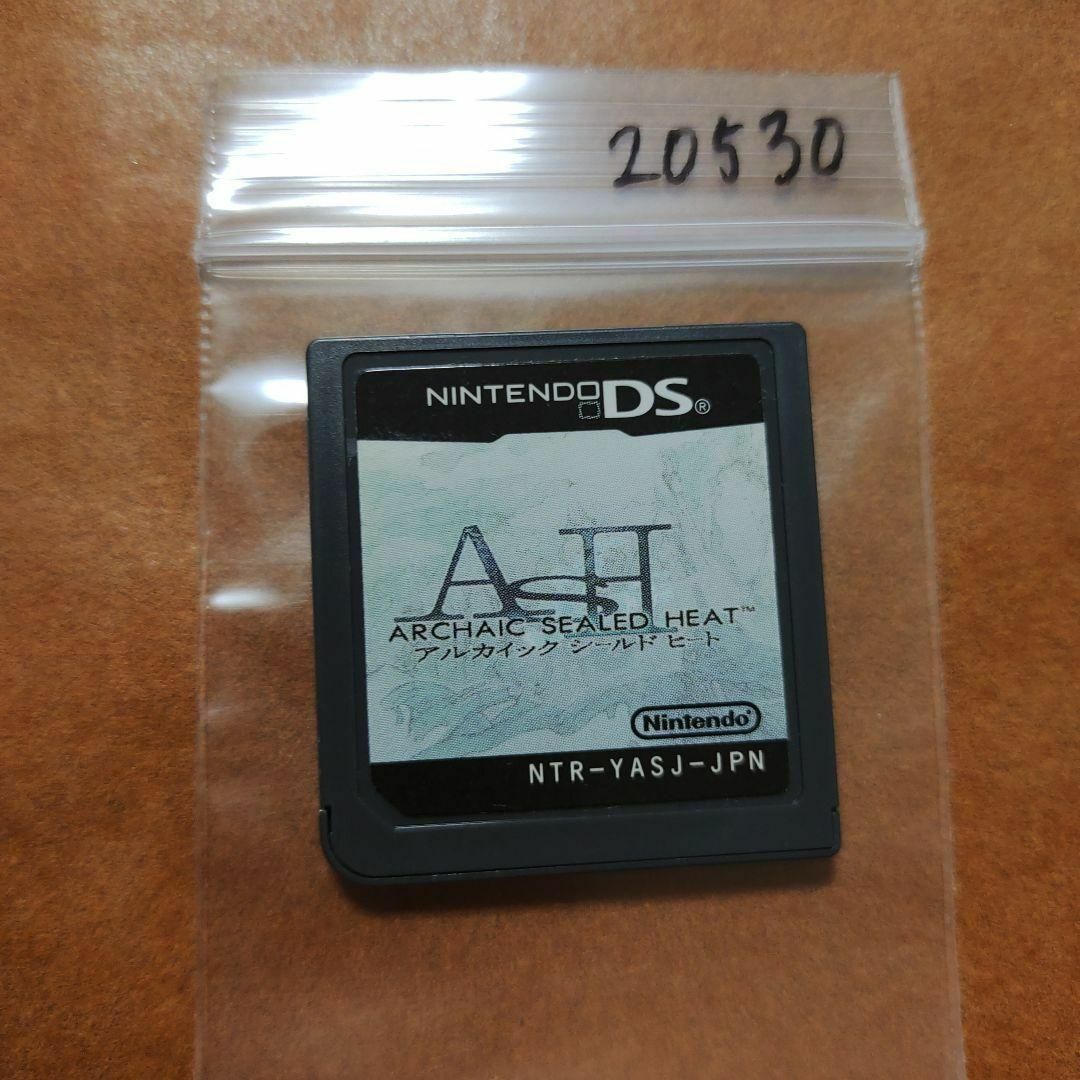 20530
NINTENDO DS®
ASH
ARCHAIC SEALED HEAT™
アルカイック シールド ヒート
Nintendo®
NTR-YASJ-JPN